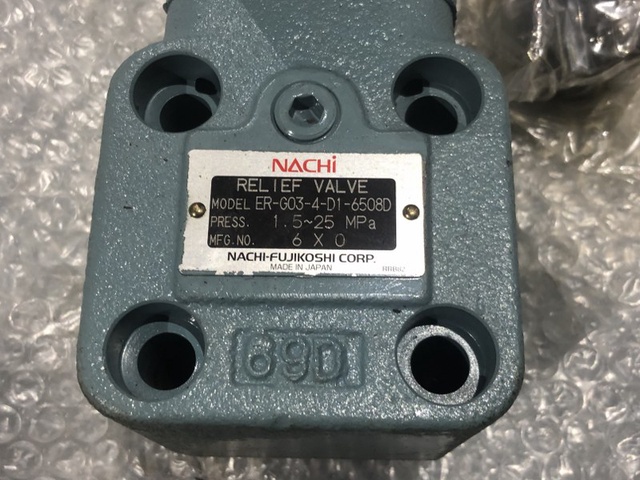 NACHi
RELIEF VALVE
MODEL ER-G03-4-D1-6508D
PRESS. 1.5~25 MPa
MFG.NO. 6 X 0
NACHI-FUJIKOSHI CORP.
MADE IN JAPAN
69D